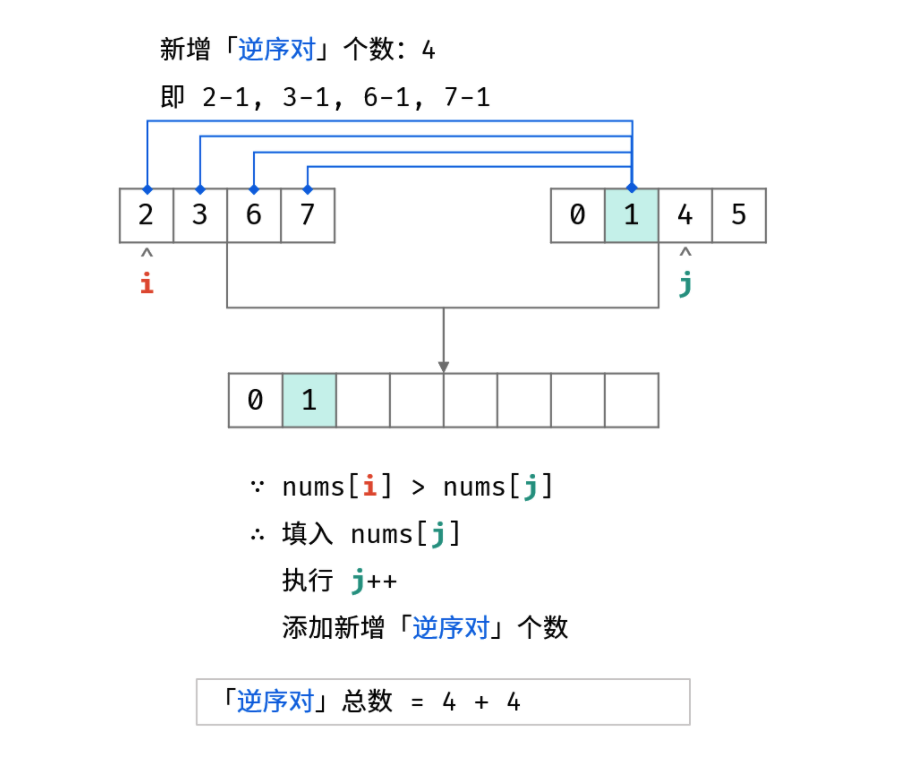 新增「逆序对」个数：4
即 2-1, 3-1, 6-1, 7-1
2 3 6 7 0 1 4 5
^ ^
i j
0 1
∵ nums[i] > nums[j]
∴ 填入 nums[j]
执行 j++
添加新增「逆序对」个数
「逆序对」总数 = 4 + 4